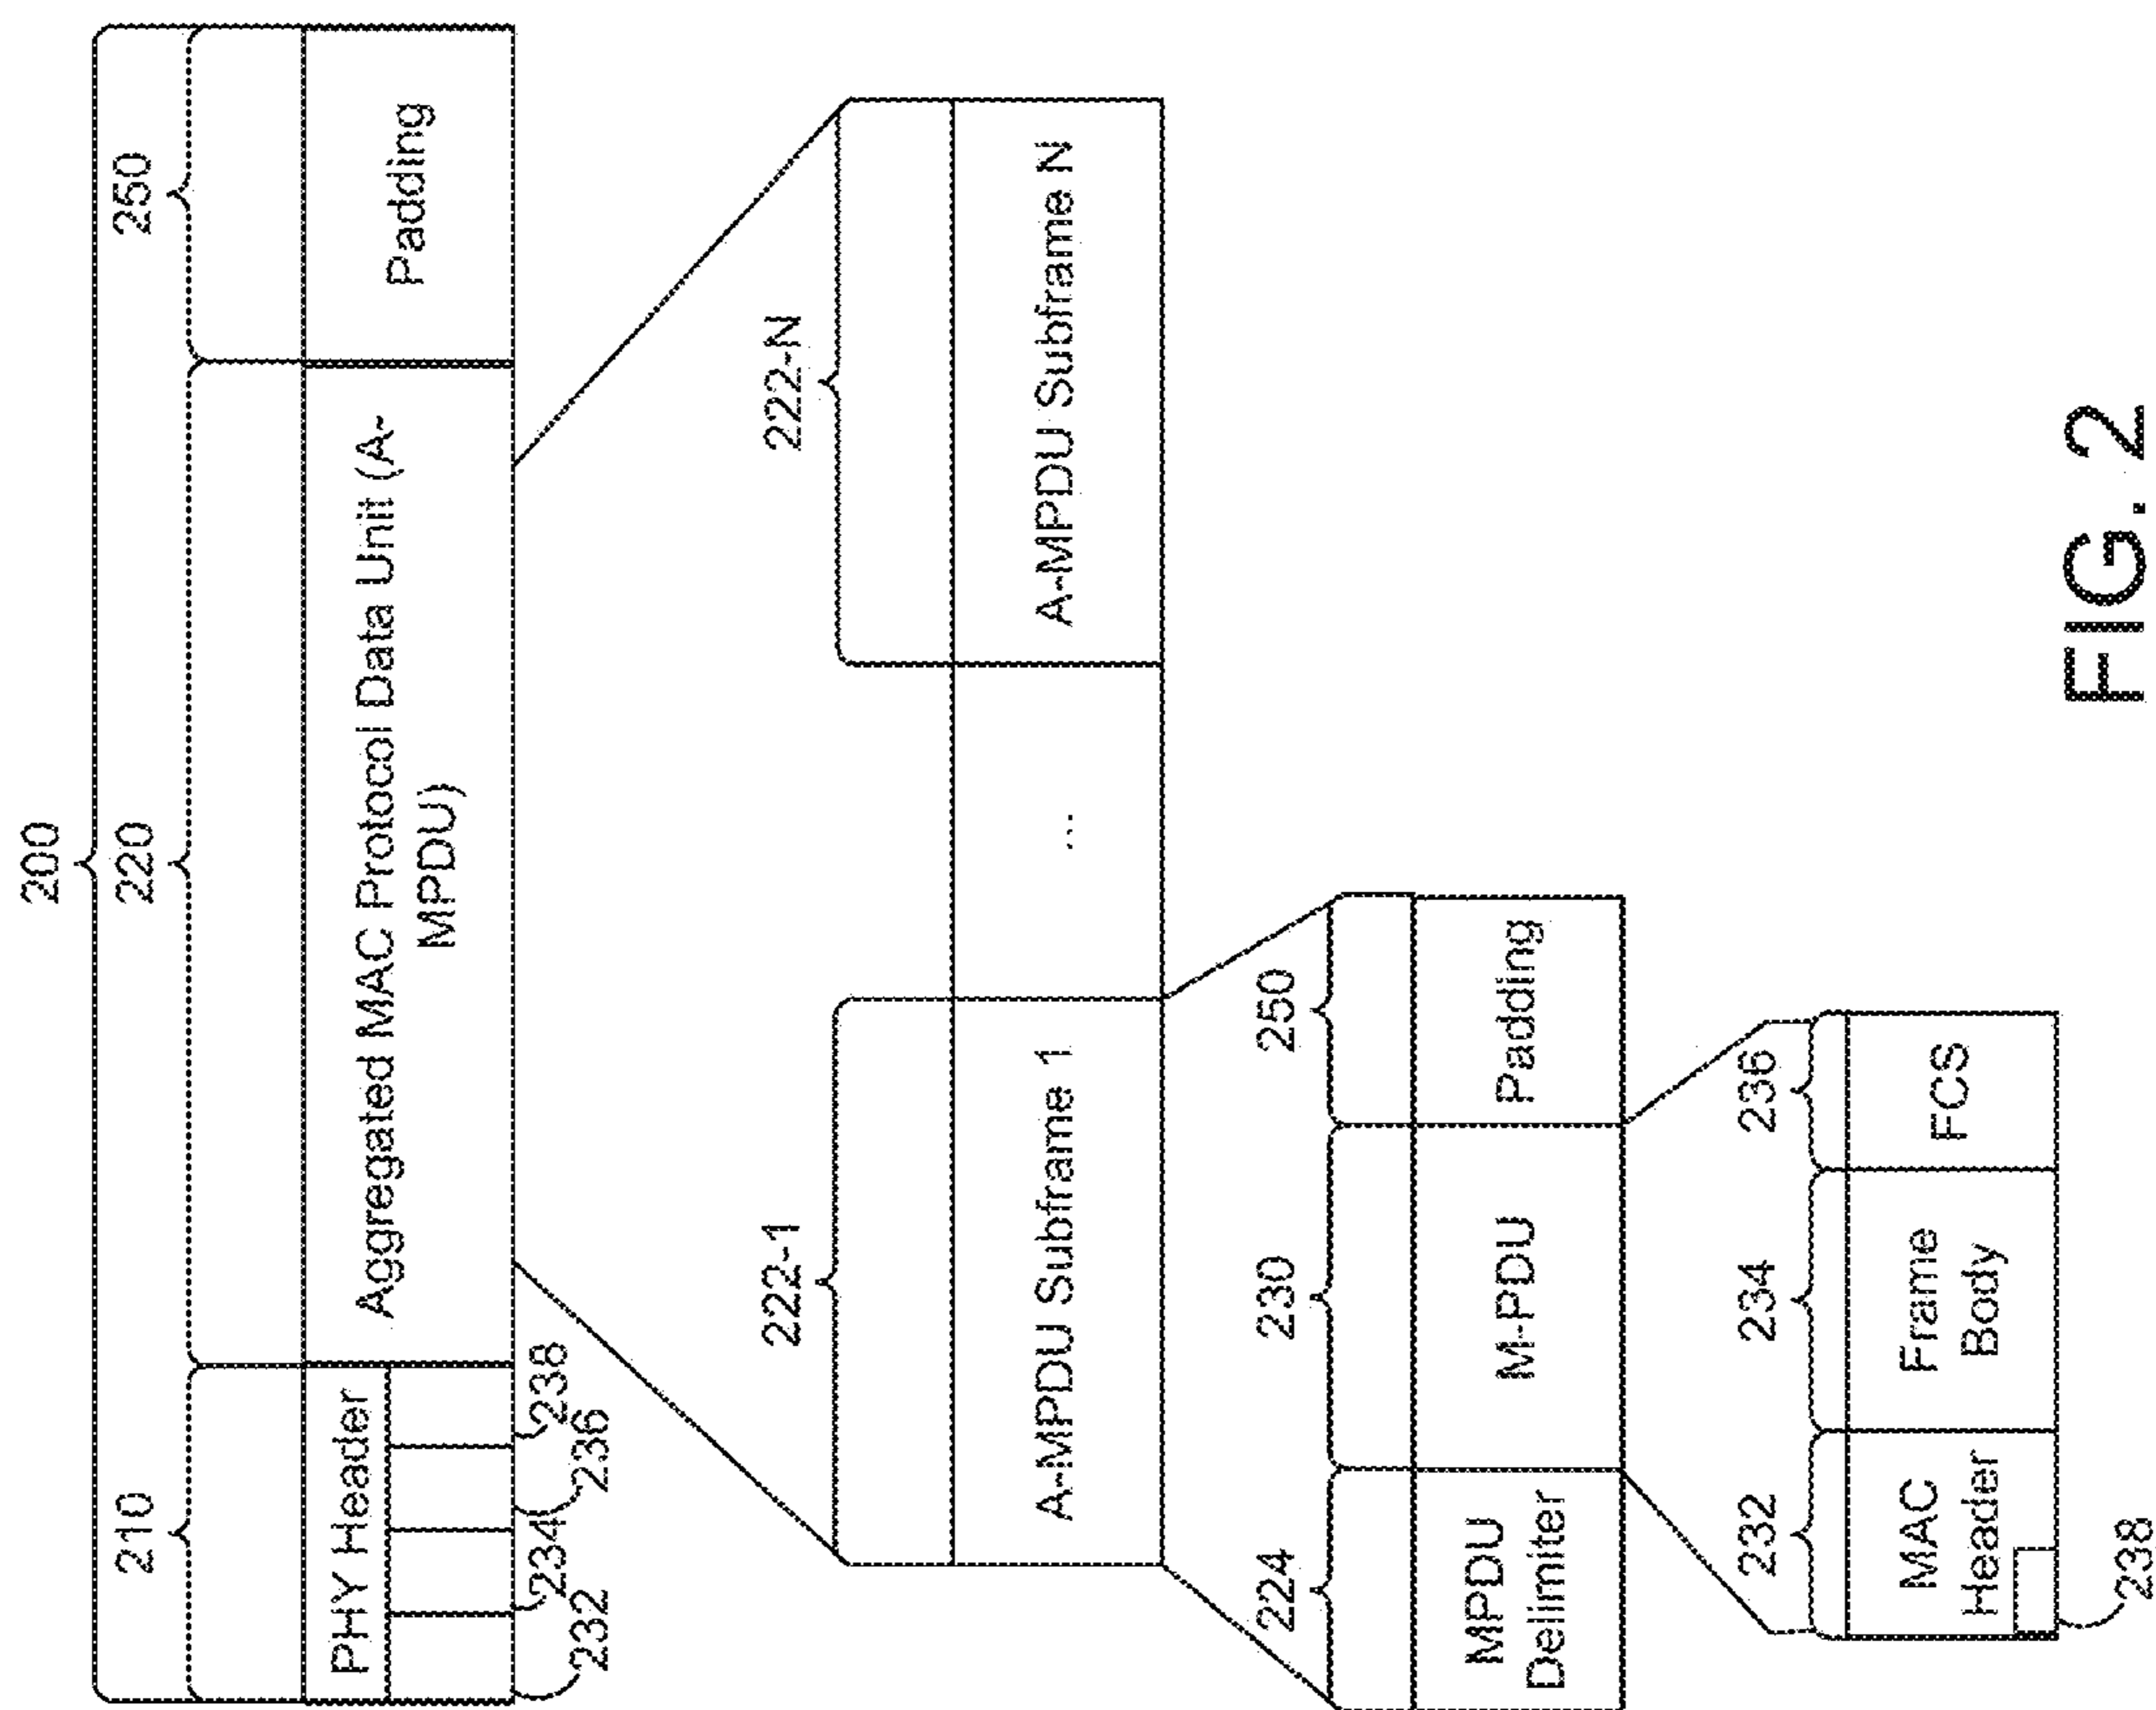 200
210
220
250
PHY Header
Aggregated MAC Protocol Data Unit (A-
MPDU)
Padding
232
234
236
238
222-1
222-N
A-MPDU Subframe 1
...
A-MPDU Subframe N
224
230
250
MPDU
Delimiter
M-PDU
Padding
232
234
236
MAC
Header
Frame
Body
FCS
238
FIG. 2